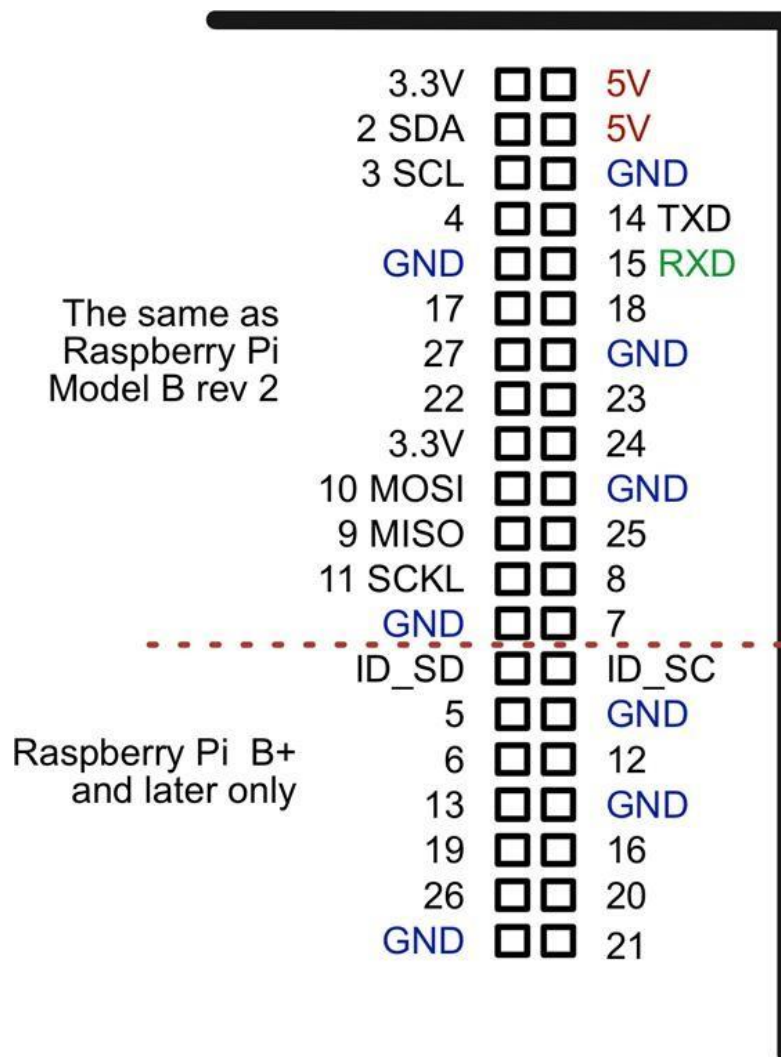 3.3V 5V
2 SDA 5V
3 SCL GND
4 14 TXD
GND 15 RXD
17 18
The same as
Raspberry Pi
Model B rev 2
27 GND
22 23
3.3V 24
10 MOSI GND
9 MISO 25
11 SCKL 8
GND 7
ID_SD ID_SC
5 GND
Raspberry Pi B+
and later only
6 12
13 GND
19 16
26 20
GND 21